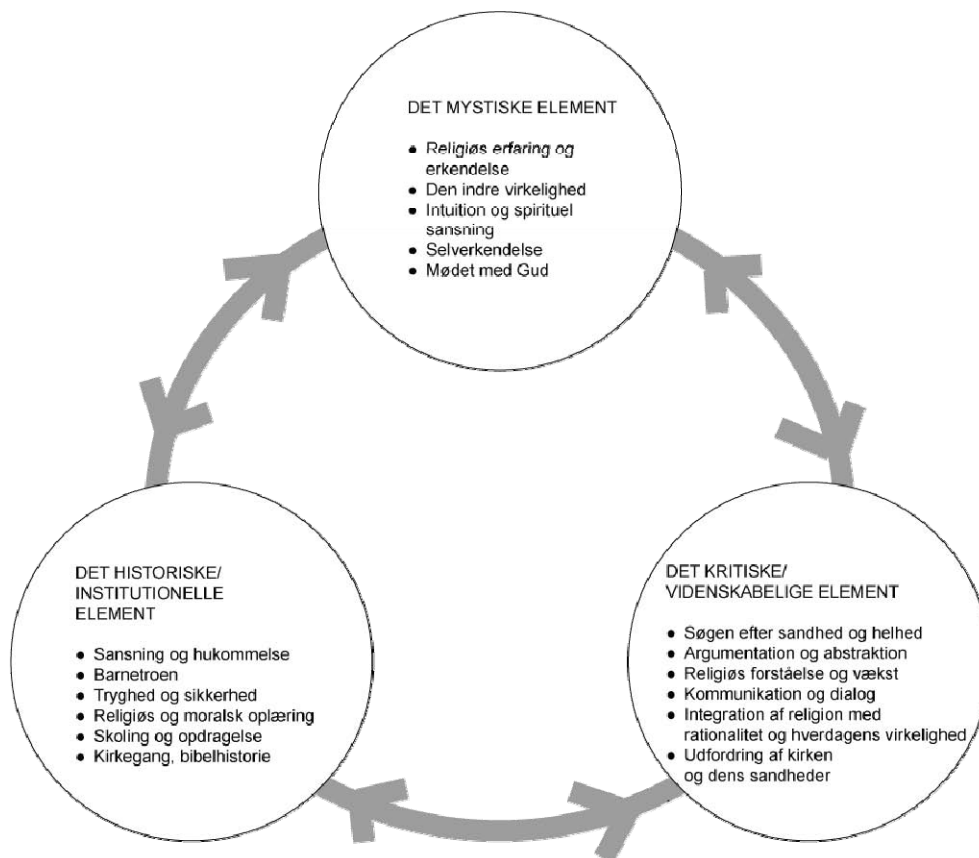 DET MYSTISKE ELEMENT
● Religiøs erfaring og
erkendelse
● Den indre virkelighed
● Intuition og spirituel
sansning
● Selverkendelse
● Mødet med Gud
DET HISTORISKE/
INSTITUTIONELLE
ELEMENT
● Sansning og hukommelse
● Barnetroen
● Tryghed og sikkerhed
● Religiøs og moralsk oplæring
● Skoling og opdragelse
● Kirkegang, bibelhistorie
DET KRITISKE/
VIDENSKABELIGE ELEMENT
● Søgen efter sandhed og helhed
● Argumentation og abstraktion
● Religiøs forståelse og vækst
● Kommunikation og dialog
● Integration af religion med
rationalitet og hverdagens virkelighed
● Udfordring af kirken
og dens sandheder